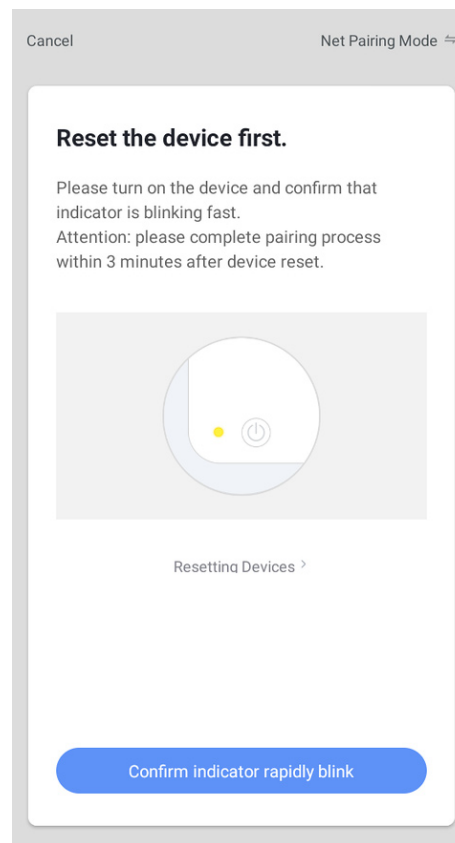 Cancel
Net Pairing Mode
Reset the device first.
Please turn on the device and confirm that
indicator is blinking fast.
Attention: please complete pairing process
within 3 minutes after device reset.
Resetting Devices >
Confirm indicator rapidly blink